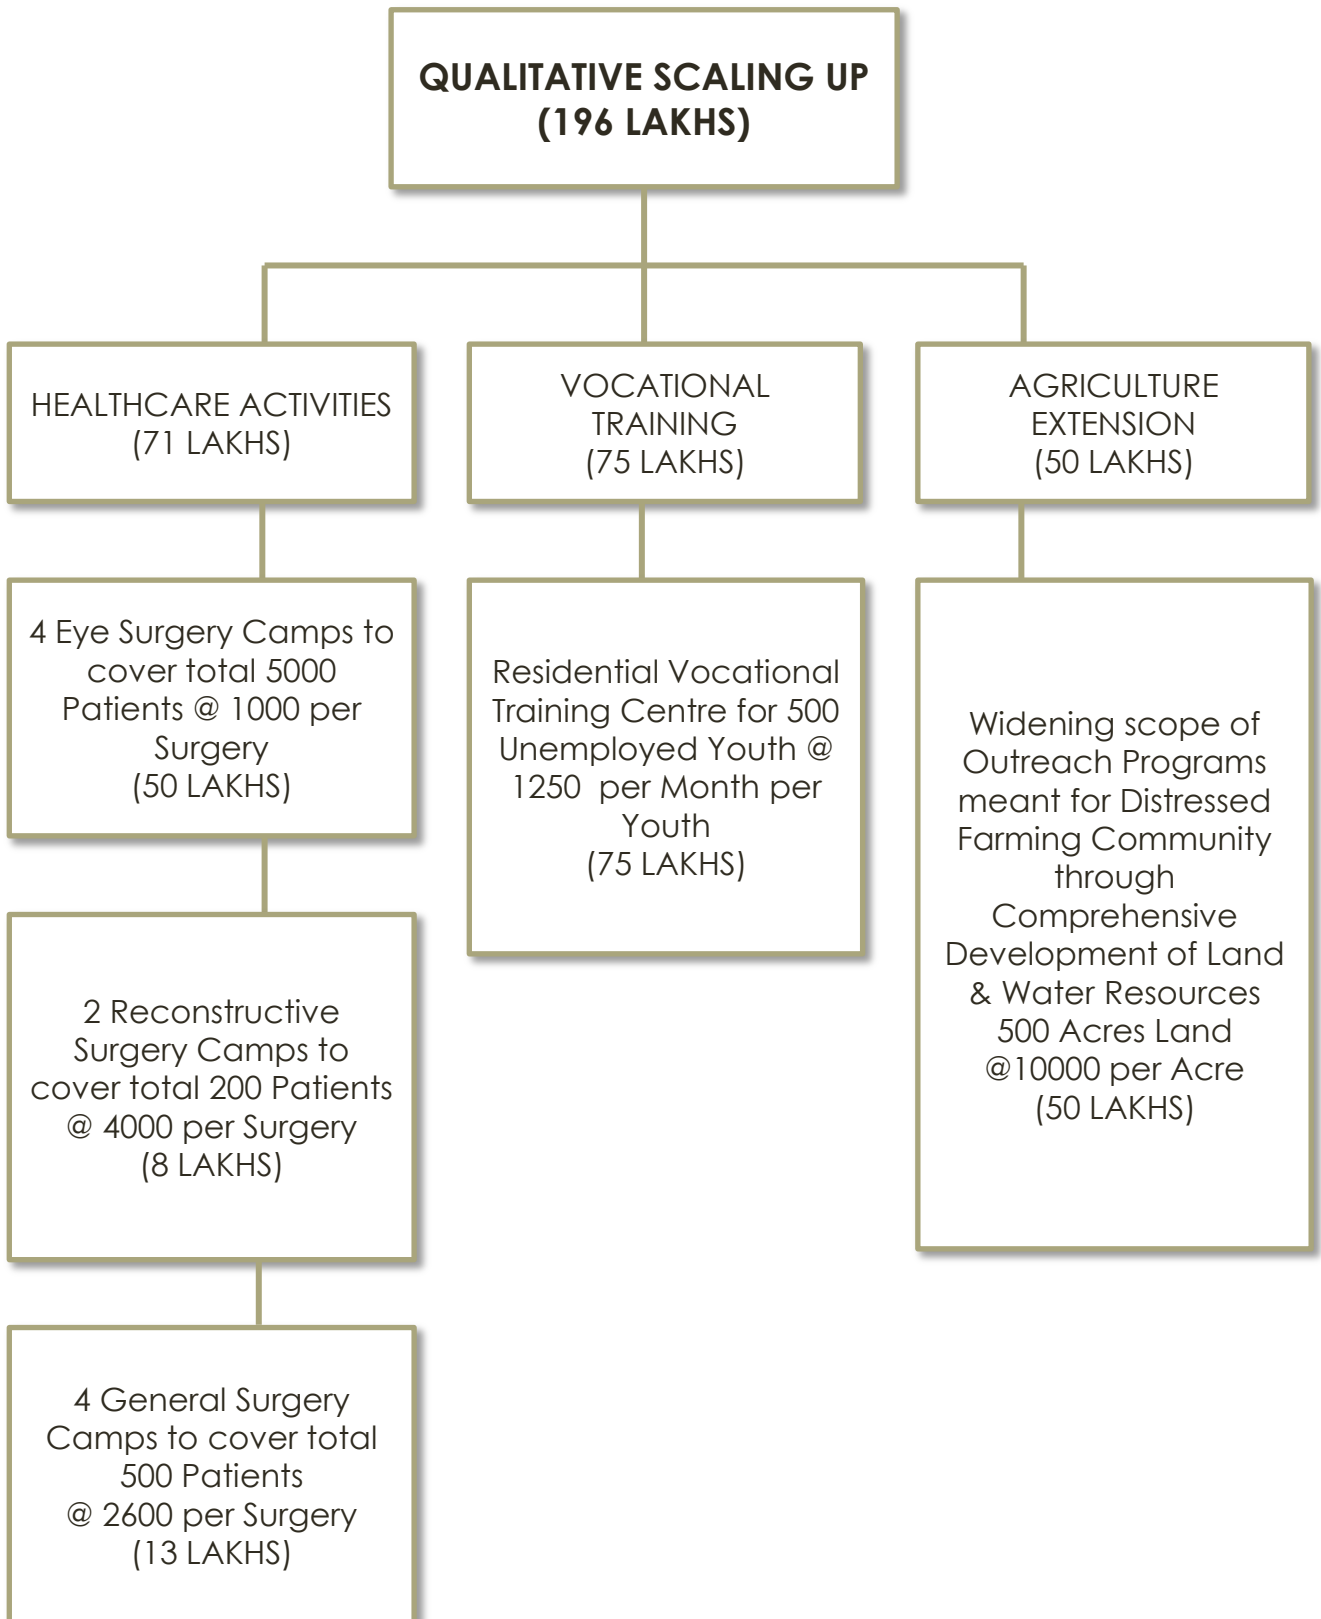 QUALITATIVE SCALING UP
(196 LAKHS)
HEALTHCARE ACTIVITIES
(71 LAKHS)
4 Eye Surgery Camps to
cover total 5000
Patients @ 1000 per
Surgery
(50 LAKHS)
2 Reconstructive
Surgery Camps to
cover total 200 Patients
@ 4000 per Surgery
(8 LAKHS)
4 General Surgery
Camps to cover total
500 Patients
@ 2600 per Surgery
(13 LAKHS)
VOCATIONAL
TRAINING
(75 LAKHS)
Residential Vocational
Training Centre for 500
Unemployed Youth @
1250 per Month per
Youth
(75 LAKHS)
AGRICULTURE
EXTENSION
(50 LAKHS)
Widening scope of
Outreach Programs
meant for Distressed
Farming Community
through
Comprehensive
Development of Land
& Water Resources
500 Acres Land
@10000 per Acre
(50 LAKHS)